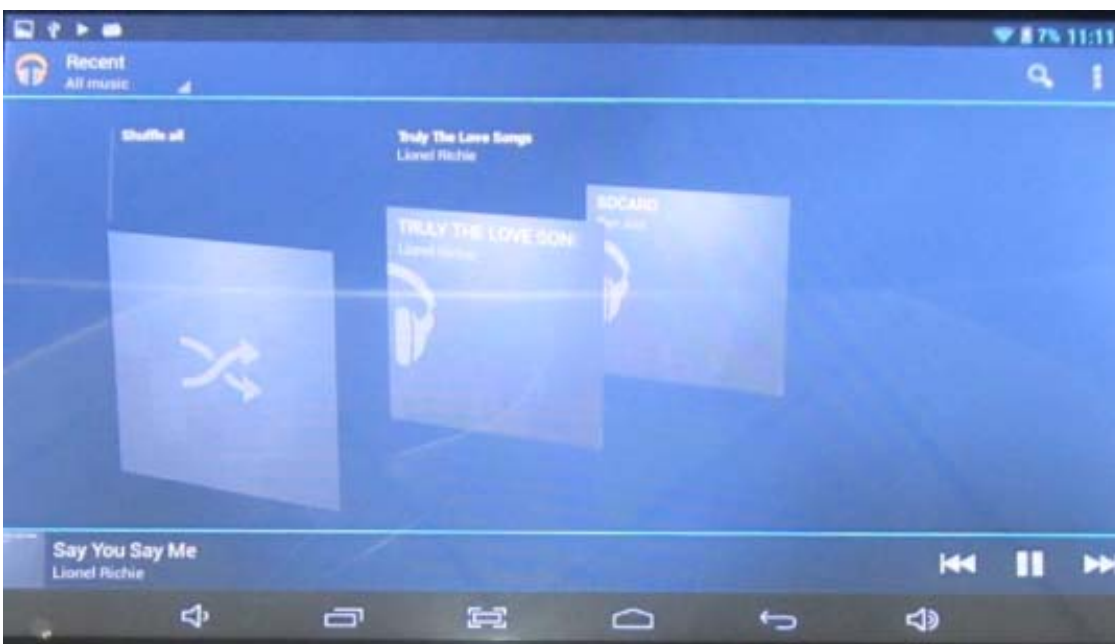 7% 11:11
Recent
All music
Shuffle all
Truly The Love Songs
Lionel Richie
TRULY THE LOVE SON
Lionel Richie
SDCARD
Say You Say Me
Lionel Richie